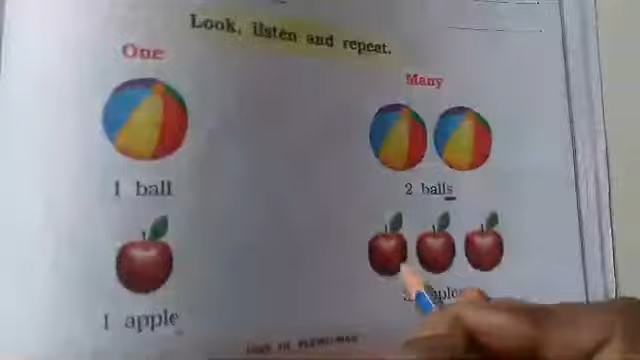 Look, listen and repeat.
One
Many
1 ball
2 balls
1 apple